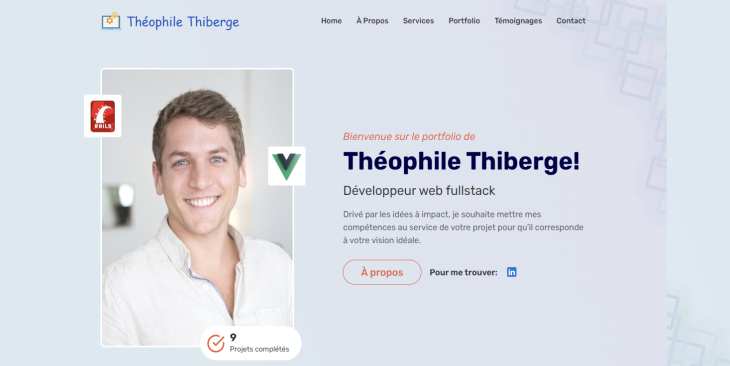 Théophile Thiberge
Home À Propos Services Portfolio Témoignages Contact
RAILS
Bienvenue sur le portfolio de
Théophile Thiberge!
Développeur web fullstack
Drivé par les idées à impact, je souhaite mettre mes
compétences au service de votre projet pour qu'il corresponde
à votre vision idéale.
À propos
Pour me trouver:
in
9
Projets complétés